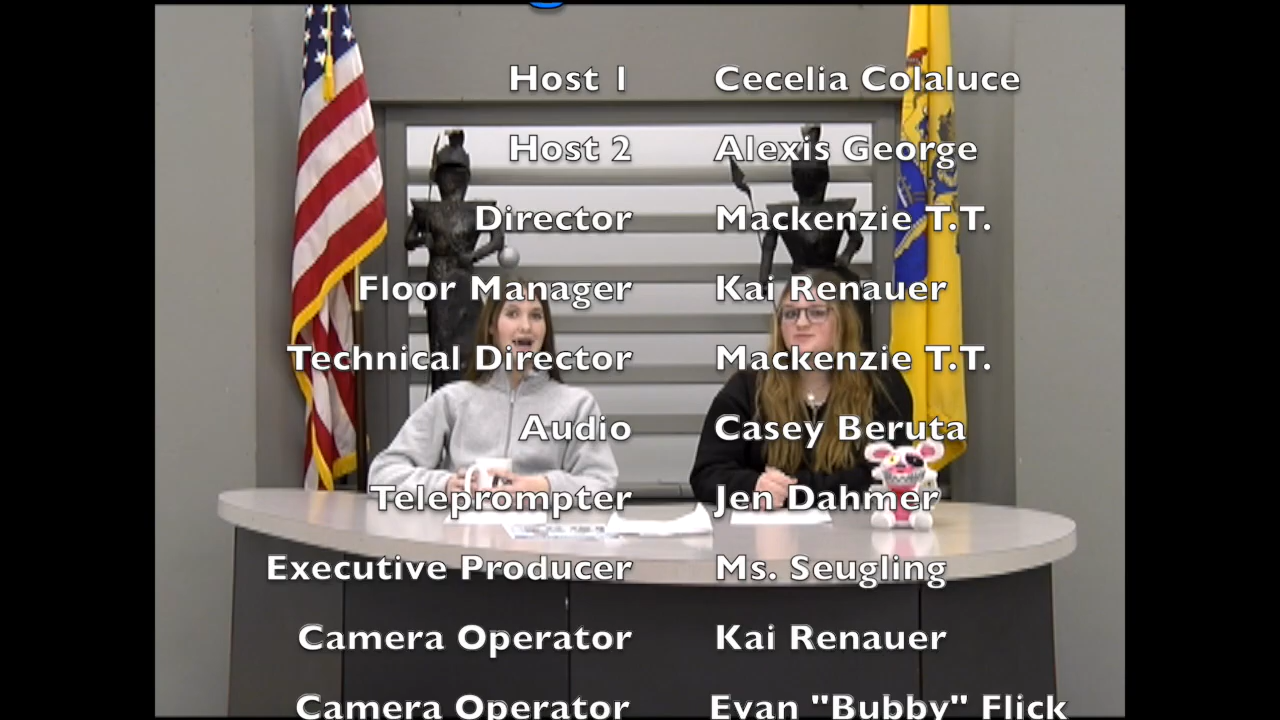 Host 1 Cecelia Colaluce
Host 2 Alexis George
Director Mackenzie T.T.
Floor Manager Kai Renauer
Technical Director Mackenzie T.T.
Audio Casey Beruta
Teleprompter Jen Dahmer
Executive Producer Ms. Seugling
Camera Operator Kai Renauer
Camera Operator Evan "Bubby" Flick